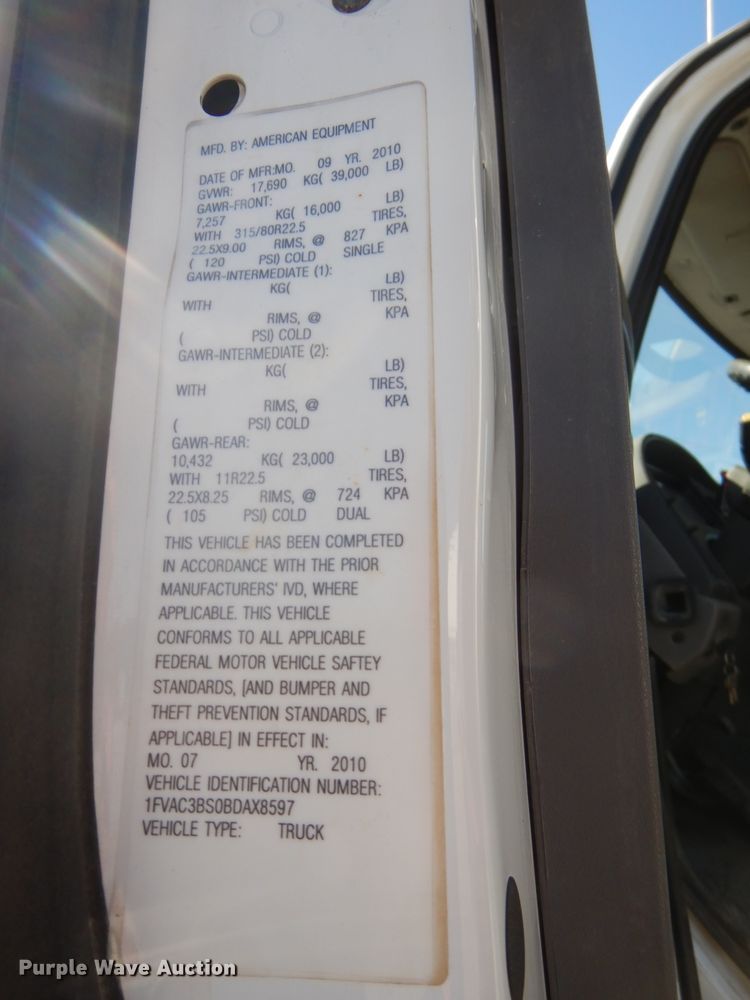 MFD. BY: AMERICAN EQUIPMENT
DATE OF MFR:MO. 09 YR. 2010
GVWR: 17,690 KG( 39,000 LB)
GAWR-FRONT:
7,257 KG( 16,000 LB)
WITH 315/80R22.5 TIRES,
22.5X9.00 RIMS, @ 827 KPA
( 120 PSI) COLD SINGLE
GAWR-INTERMEDIATE (1):
KG( LB)
WITH TIRES,
RIMS, @ KPA
( PSI) COLD
GAWR-INTERMEDIATE (2):
KG( LB)
WITH TIRES,
RIMS, @ KPA
( PSI) COLD
GAWR-REAR:
10,432 KG( 23,000 LB)
WITH 11R22.5 TIRES,
22.5X8.25 RIMS, @ 724 KPA
( 105 PSI) COLD DUAL
THIS VEHICLE HAS BEEN COMPLETED
IN ACCORDANCE WITH THE PRIOR
MANUFACTURERS' IVD, WHERE
APPLICABLE. THIS VEHICLE
CONFORMS TO ALL APPLICABLE
FEDERAL MOTOR VEHICLE SAFTEY
STANDARDS, [AND BUMPER AND
THEFT PREVENTION STANDARDS, IF
APPLICABLE] IN EFFECT IN:
MO. 07 YR. 2010
VEHICLE IDENTIFICATION NUMBER:
1FVAC3BS0BDAX8597
VEHICLE TYPE: TRUCK
Purple Wave Auction